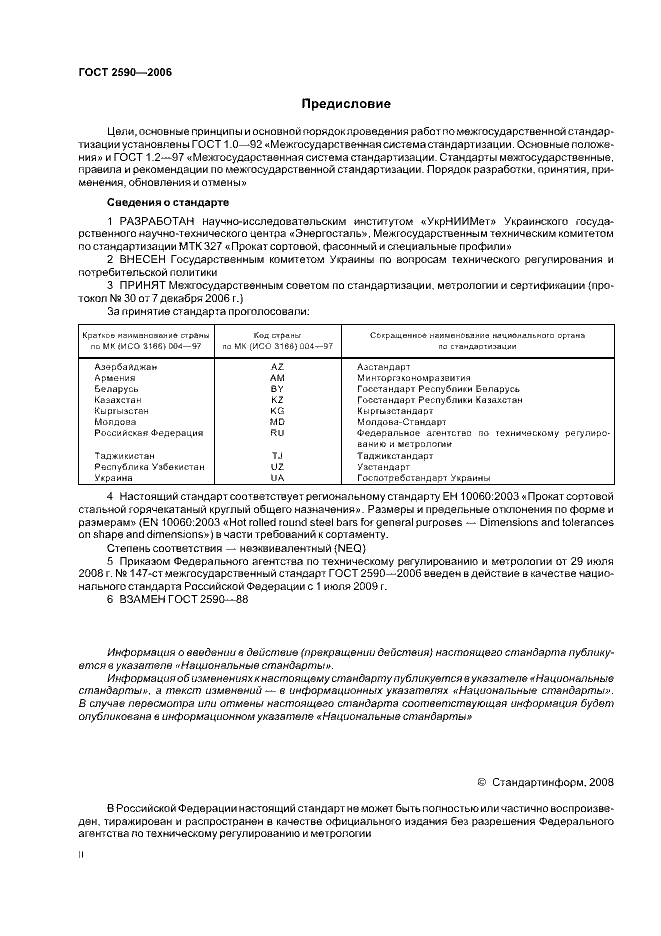 ГОСТ 2590—2006
Предисловие
Цели, основные принципы и основной порядок проведения работ по межгосударственной стандар-
тизации установлены ГОСТ 1.0—92 «Межгосударственная система стандартизации. Основные положе-
ния» и ГОСТ 1.2—97 «Межгосударственная система стандартизации. Стандарты межгосударственные,
правила и рекомендации по межгосударственной стандартизации. Порядок разработки, принятия, при-
менения, обновления и отмены»
Сведения о стандарте
1 РАЗРАБОТАН научно-исследовательским институтом «УкрНИИМет» Украинского госуда-
рственного научно-технического центра «Энергосталь», Межгосударственным техническим комитетом
по стандартизации МТК 327 «Прокат сортовой, фасонный и специальные профили»
2 ВНЕСЕН Государственным комитетом Украины по вопросам технического регулирования и
потребительской политики
3 ПРИНЯТ Межгосударственным советом по стандартизации, метрологии и сертификации (про-
токол № 30 от 7 декабря 2006 г.)
За принятие стандарта проголосовали:
Краткое наименование страны по МК (ИСО 3166) 004—97 Код страны по МК (ИСО 3166) 004—97 Сокращенное наименование национального органа по стандартизации
Азербайджан AZ Азстандарт
Армения AM Минторгэкономразвития
Беларусь BY Госстандарт Республики Беларусь
Казахстан KZ Госстандарт Республики Казахстан
Кыргызстан KG Кыргызстандарт
Молдова MD Молдова-Стандарт
Российская Федерация RU Федеральное агентство по техническому регулиро-
ванию и метрологии
Таджикистан TJ Таджикстандарт
Республика Узбекистан UZ Узстандарт
Украина UA Госпотребстандарт Украины
4 Настоящий стандарт соответствует региональному стандарту ЕН 10060:2003 «Прокат сортовой
стальной горячекатаный круглый общего назначения». Размеры и предельные отклонения по форме и
размерам» (EN 10060:2003 «Hot rolled round steel bars for general purposes — Dimensions and tolerances
on shape and dimensions») в части требований к сортаменту.
Степень соответствия — неэквивалентный (NEQ)
5 Приказом Федерального агентства по техническому регулированию и метрологии от 29 июля
2008 г. № 147-ст межгосударственный стандарт ГОСТ 2590—2006 введен в действие в качестве нацио-
нального стандарта Российской Федерации с 1 июля 2009 г.
6 ВЗАМЕН ГОСТ 2590—88
Информация о введении в действие (прекращении действия) настоящего стандарта публику-
ется в указателе «Национальные стандарты».
Информация об изменениях к настоящему стандарту публикуется в указателе «Национальные
стандарты», а текст изменений — в информационных указателях «Национальные стандарты».
В случае пересмотра или отмены настоящего стандарта соответствующая информация будет
опубликована в информационном указателе «Национальные стандарты»
© Стандартинформ, 2008
В Российской Федерации настоящий стандарт не может быть полностью или частично воспроизве-
ден, тиражирован и распространен в качестве официального издания без разрешения Федерального
агентства по техническому регулированию и метрологии
II